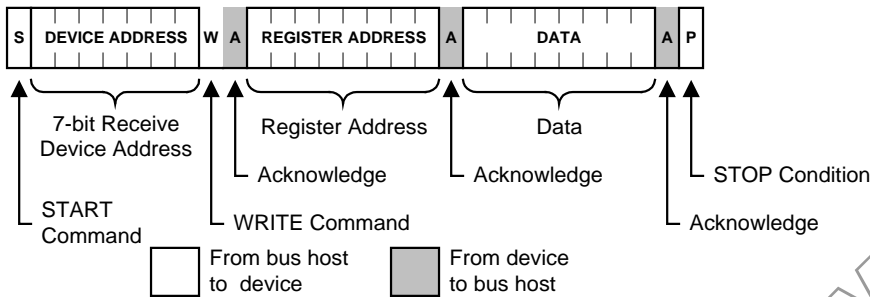 S DEVICE ADDRESS W A REGISTER ADDRESS A DATA A P
7-bit Receive
Device Address
Register Address
Data
Acknowledge
Acknowledge
STOP Condition
START
Command
WRITE Command
Acknowledge
From bus host
to device
From device
to bus host